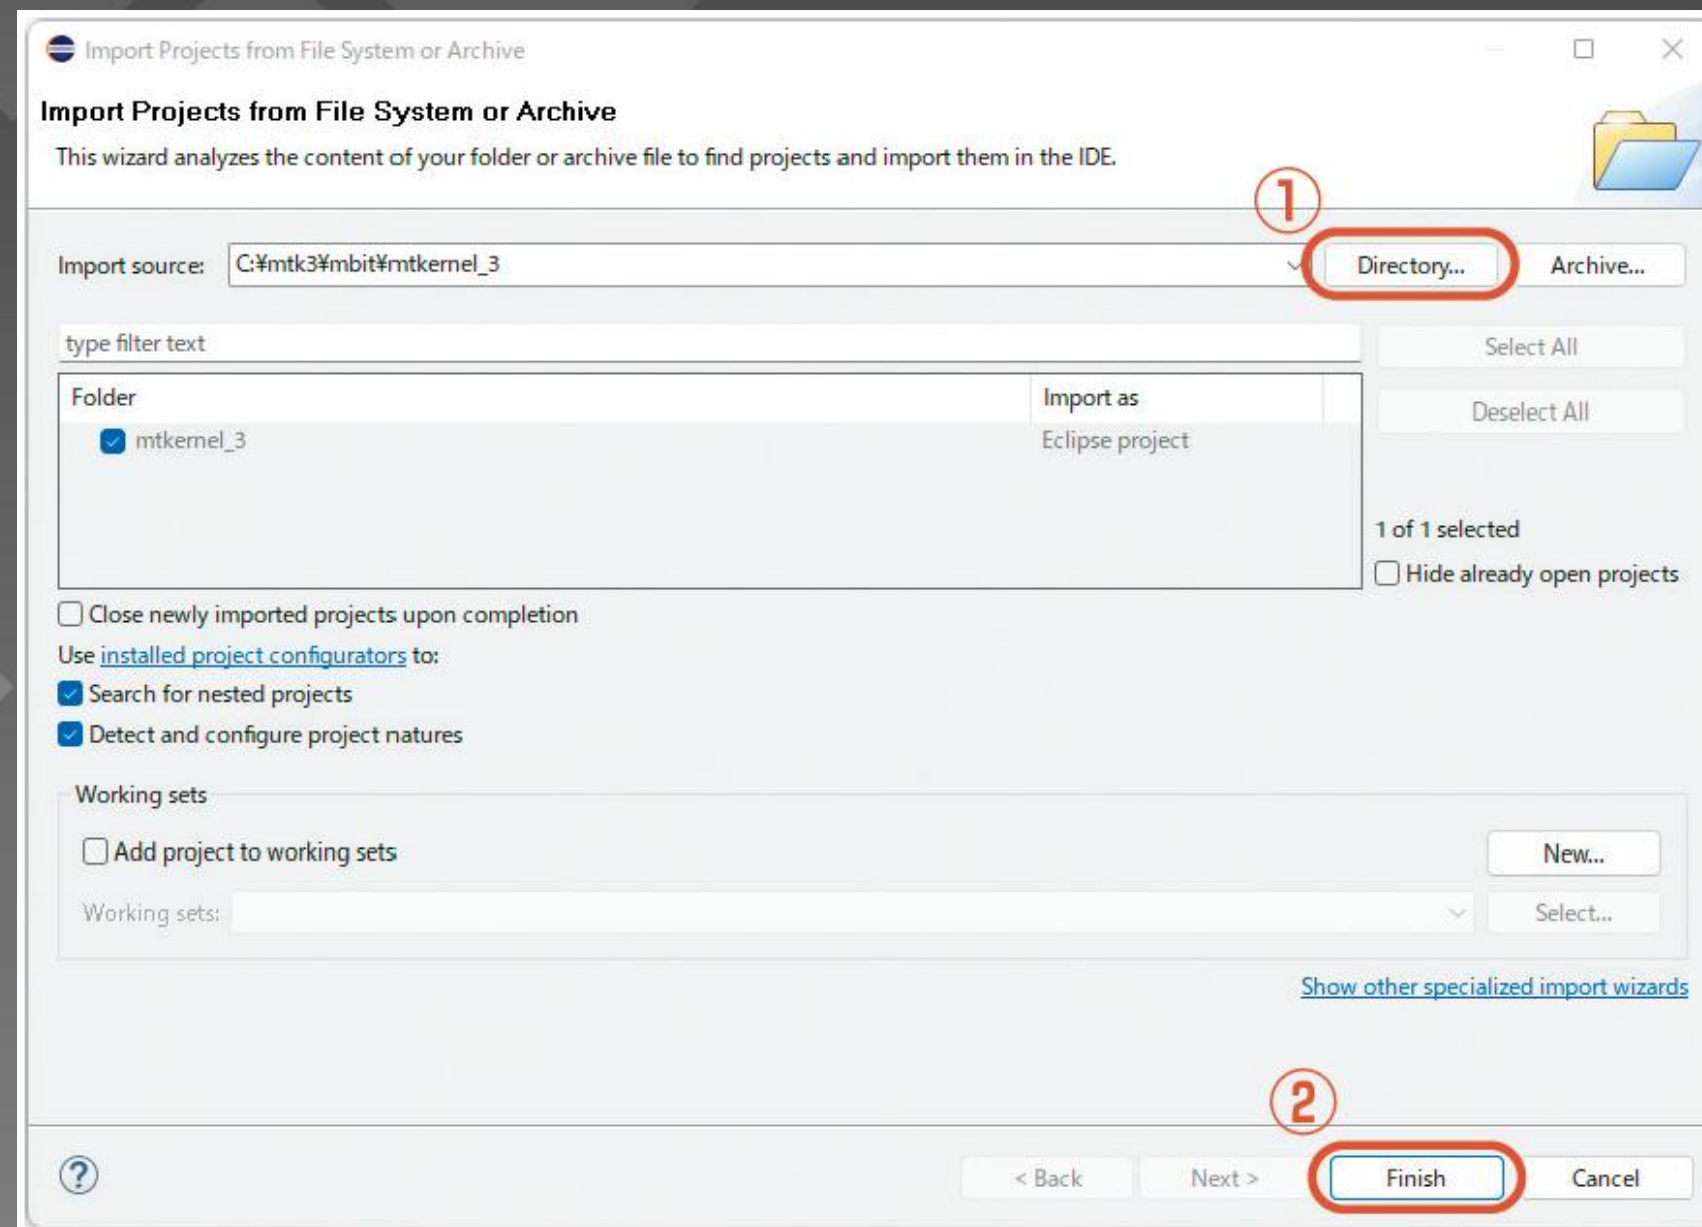 Import Projects from File System or Archive
Import Projects from File System or Archive
This wizard analyzes the content of your folder or archive file to find projects and import them in the IDE.
①
Import source: C:¥mtk3¥mbit¥mtkernel_3 Directory... Archive...
type filter text Select All
Folder Import as Deselect All
mtkernel_3 Eclipse project
1 of 1 selected
Hide already open projects
Close newly imported projects upon completion
Use installed project configurators to:
Search for nested projects
Detect and configure project natures
Working sets
Add project to working sets New...
Working sets: Select...
Show other specialized import wizards
②
? < Back Next > Finish Cancel